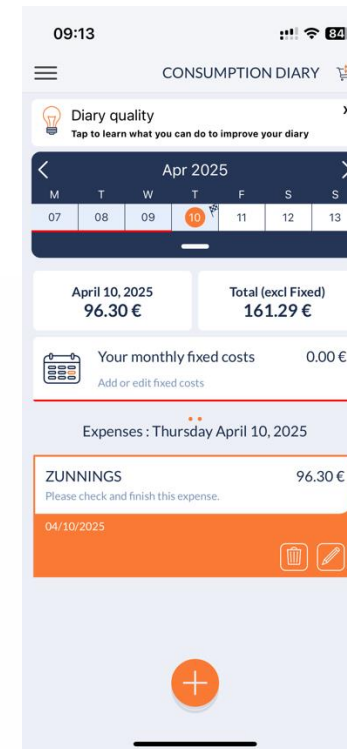 09:13
84
CONSUMPTION DIARY
Diary quality
Tap to learn what you can do to improve your diary
Apr 2025
M T W T F S S
07 08 09 10 11 12 13
April 10, 2025
96.30 €
Total (excl Fixed)
161.29 €
Your monthly fixed costs 0.00 €
Add or edit fixed costs
Expenses : Thursday April 10, 2025
ZUNNINGS 96.30 €
Please check and finish this expense.
04/10/2025